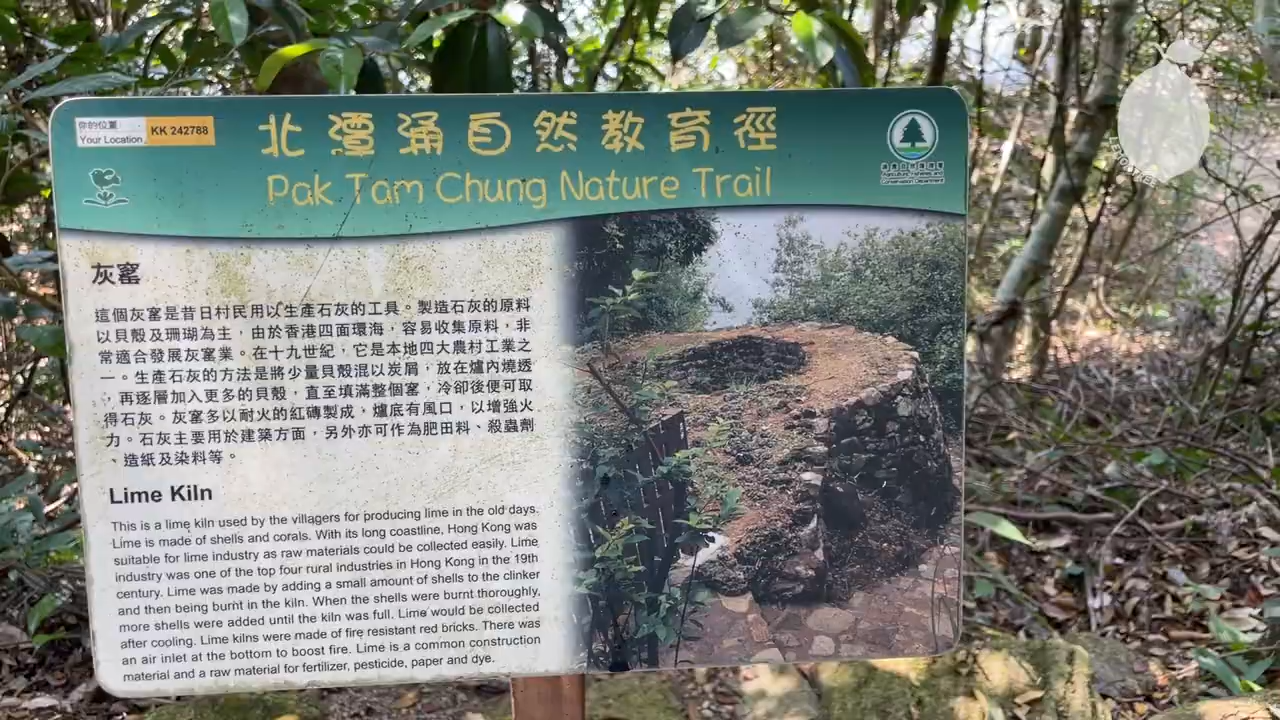 你的位置
Your Location
KK 242788
北潭涌自然教育徑
Pak Tam Chung Nature Trail
Agriculture, Fisheries and
Conservation Department
灰窰
這個灰窰是昔日村民用以生產石灰的工具。製造石灰的原料
以貝殼及珊瑚為主，由於香港四面環海，容易收集原料，非
常適合發展灰窰業。在十九世紀，它是本地四大農村工業之
一。生產石灰的方法是將少量貝殼混以炭屑，放在爐內燒透
，再逐層加入更多的貝殼，直至填滿整個窰，冷卻後便可取
得石灰。灰窰多以耐火的紅磚製成，爐底有風口，以增強火
力。石灰主要用於建築方面，另外亦可作為肥田料、殺蟲劑
、造紙及染料等。
Lime Kiln
This is a lime kiln used by the villagers for producing lime in the old days.
Lime is made of shells and corals. With its long coastline, Hong Kong was
suitable for lime industry as raw materials could be collected easily. Lime
industry was one of the top four rural industries in Hong Kong in the 19th
century. Lime was made by adding a small amount of shells to the clinker
and then being burnt in the kiln. When the shells were burnt thoroughly,
more shells were added until the kiln was full. Lime would be collected
after cooling. Lime kilns were made of fire resistant red bricks. There was
an air inlet at the bottom to boost fire. Lime is a common construction
material and a raw material for fertilizer, pesticide, paper and dye.